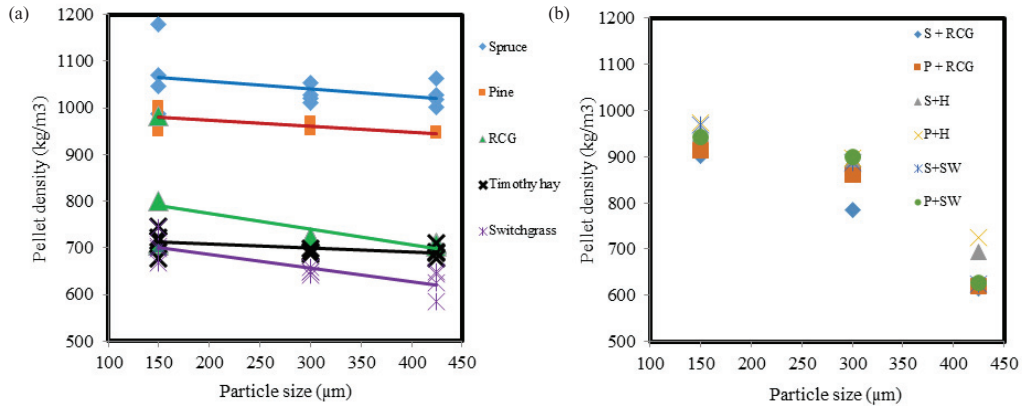 (a)
1200
1100
1000
900
800
700
600
500
100
150
200
250
300
350
400
450
Pellet density (kg/m3)
Particle size (µm)
Spruce
Pine
RCG
Timothy hay
Switchgrass
(b)
1200
1100
1000
900
800
700
600
500
100
150
200
250
300
350
400
450
Pellet density (kg/m3)
Particle size (µm)
S + RCG
P + RCG
S+H
P+H
S+SW
P+SW